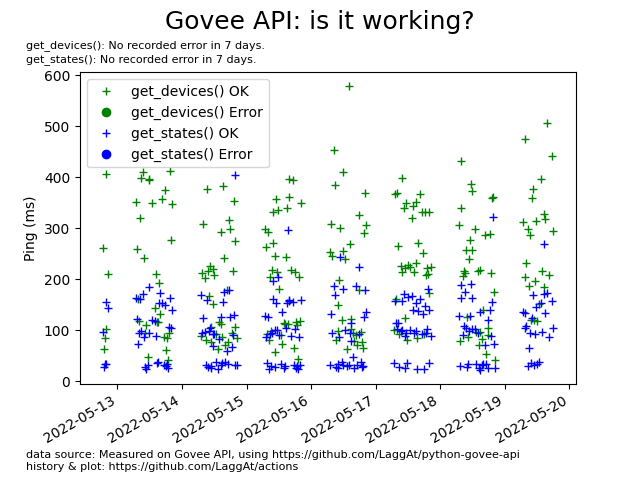 Govee API: is it working?
get_devices(): No recorded error in 7 days.
get_states(): No recorded error in 7 days.
600
500
400
300
200
100
0
Ping (ms)
get_devices() OK
get_devices() Error
get_states() OK
get_states() Error
2022-05-13
2022-05-14
2022-05-15
2022-05-16
2022-05-17
2022-05-18
2022-05-19
2022-05-20
data source: Measured on Govee API, using https://github.com/LaggAt/python-govee-api
history & plot: https://github.com/LaggAt/actions